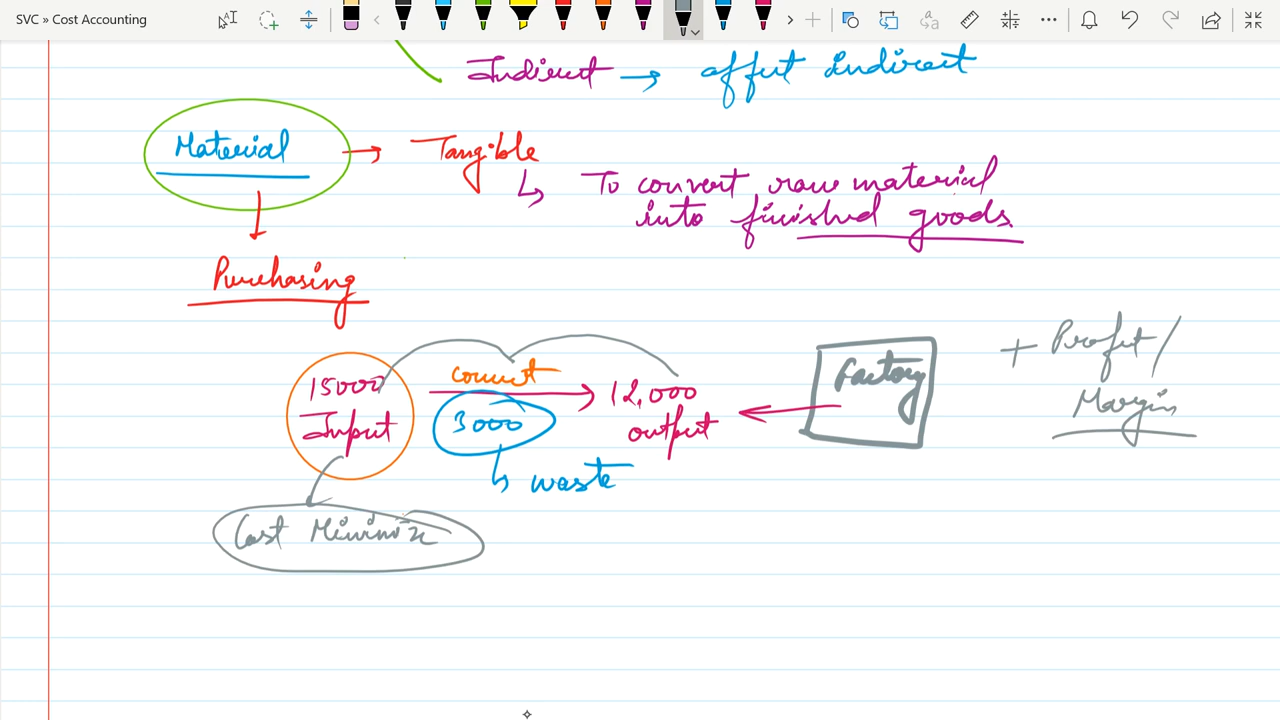 SVC » Cost Accounting
Indirect → affect indirect
Material → Tangible
↳ To convert raw material
into finished goods.
↓
Purchasing
15000 Input
convert →
12,000 output
3000
↳ waste
← Factory
+ Profit /
Margin
Cost Minimiz